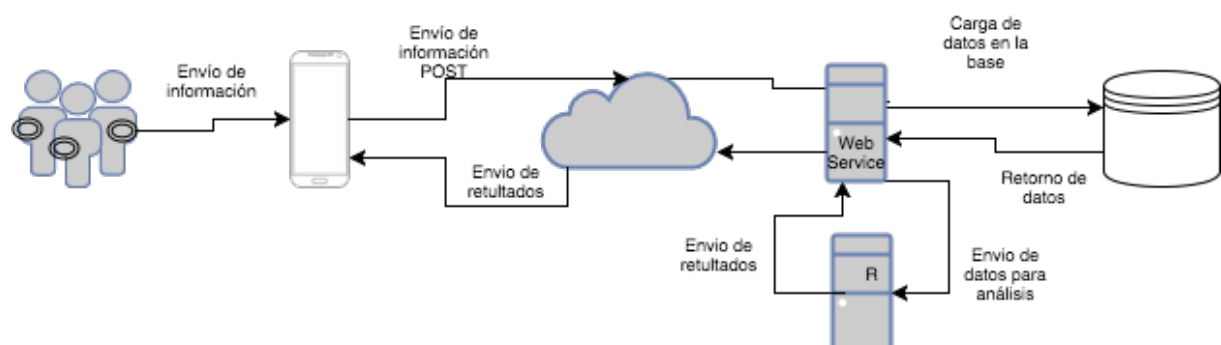 Envío de
información
Envío de
información
POST
Envio de
retultados
Web
Service
Carga de
datos en la
base
Retorno de
datos
Envio de
retultados
R
Envio de
datos para
análisis